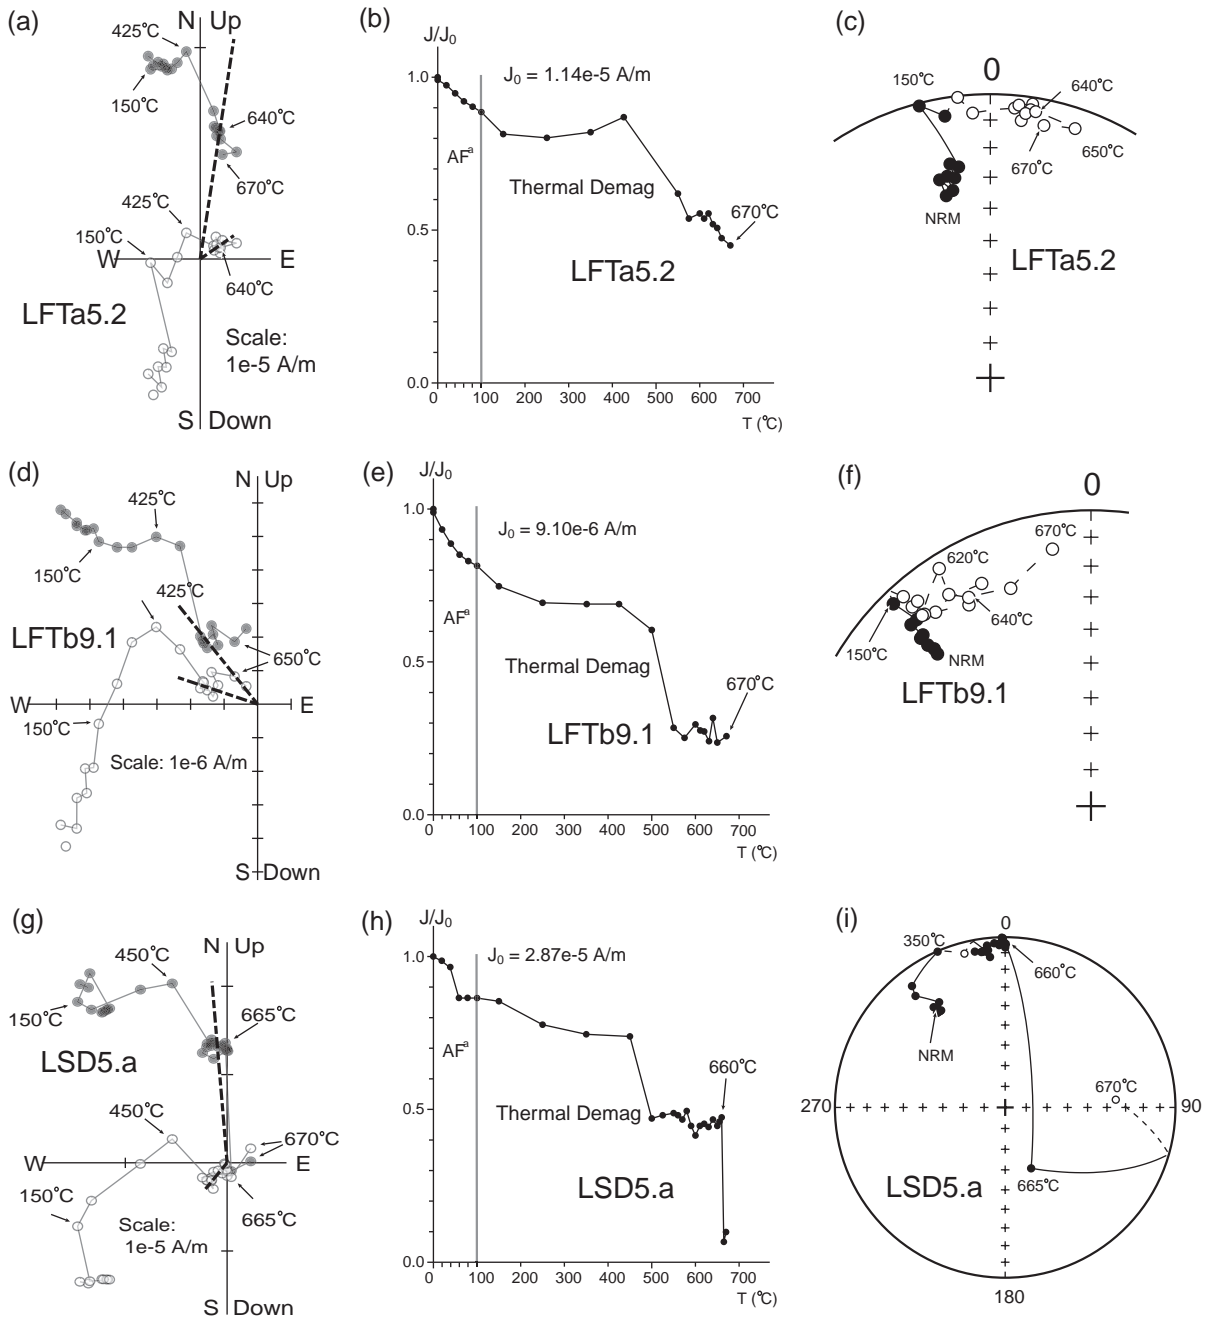 (a)
N Up
425°C
150°C
640°C
670°C
425°C
150°C
W E
640°C
LFTa5.2
Scale:
1e-5 A/m
S Down
(b)
J/J0
1.0
J0 = 1.14e-5 A/m
AFª
Thermal Demag
0.5
670°C
LFTa5.2
0.0
0 100 200 300 400 500 600 700
T (°C)
(c)
0
150°C
640°C
650°C
670°C
NRM
LFTa5.2
(d)
N Up
425°C
150°C
425°C
LFTb9.1
650°C
W E
150°C
Scale: 1e-6 A/m
S Down
(e)
J/J0
1.0
J0 = 9.10e-6 A/m
AFª
0.5
Thermal Demag
670°C
LFTb9.1
0.0
0 100 200 300 400 500 600 700
T (°C)
(f)
0
670°C
620°C
640°C
150°C
NRM
LFTb9.1
(g)
N Up
450°C
150°C
665°C
LSD5.a
450°C
670°C
W E
150°C
665°C
Scale:
1e-5 A/m
S Down
(h)
J/J0
1.0
J0 = 2.87e-5 A/m
AFª
660°C
0.5
Thermal Demag
LSD5.a
0.0
0 100 200 300 400 500 600 700
T (°C)
(i)
0
350°C
660°C
NRM
670°C
270 90
LSD5.a
665°C
180